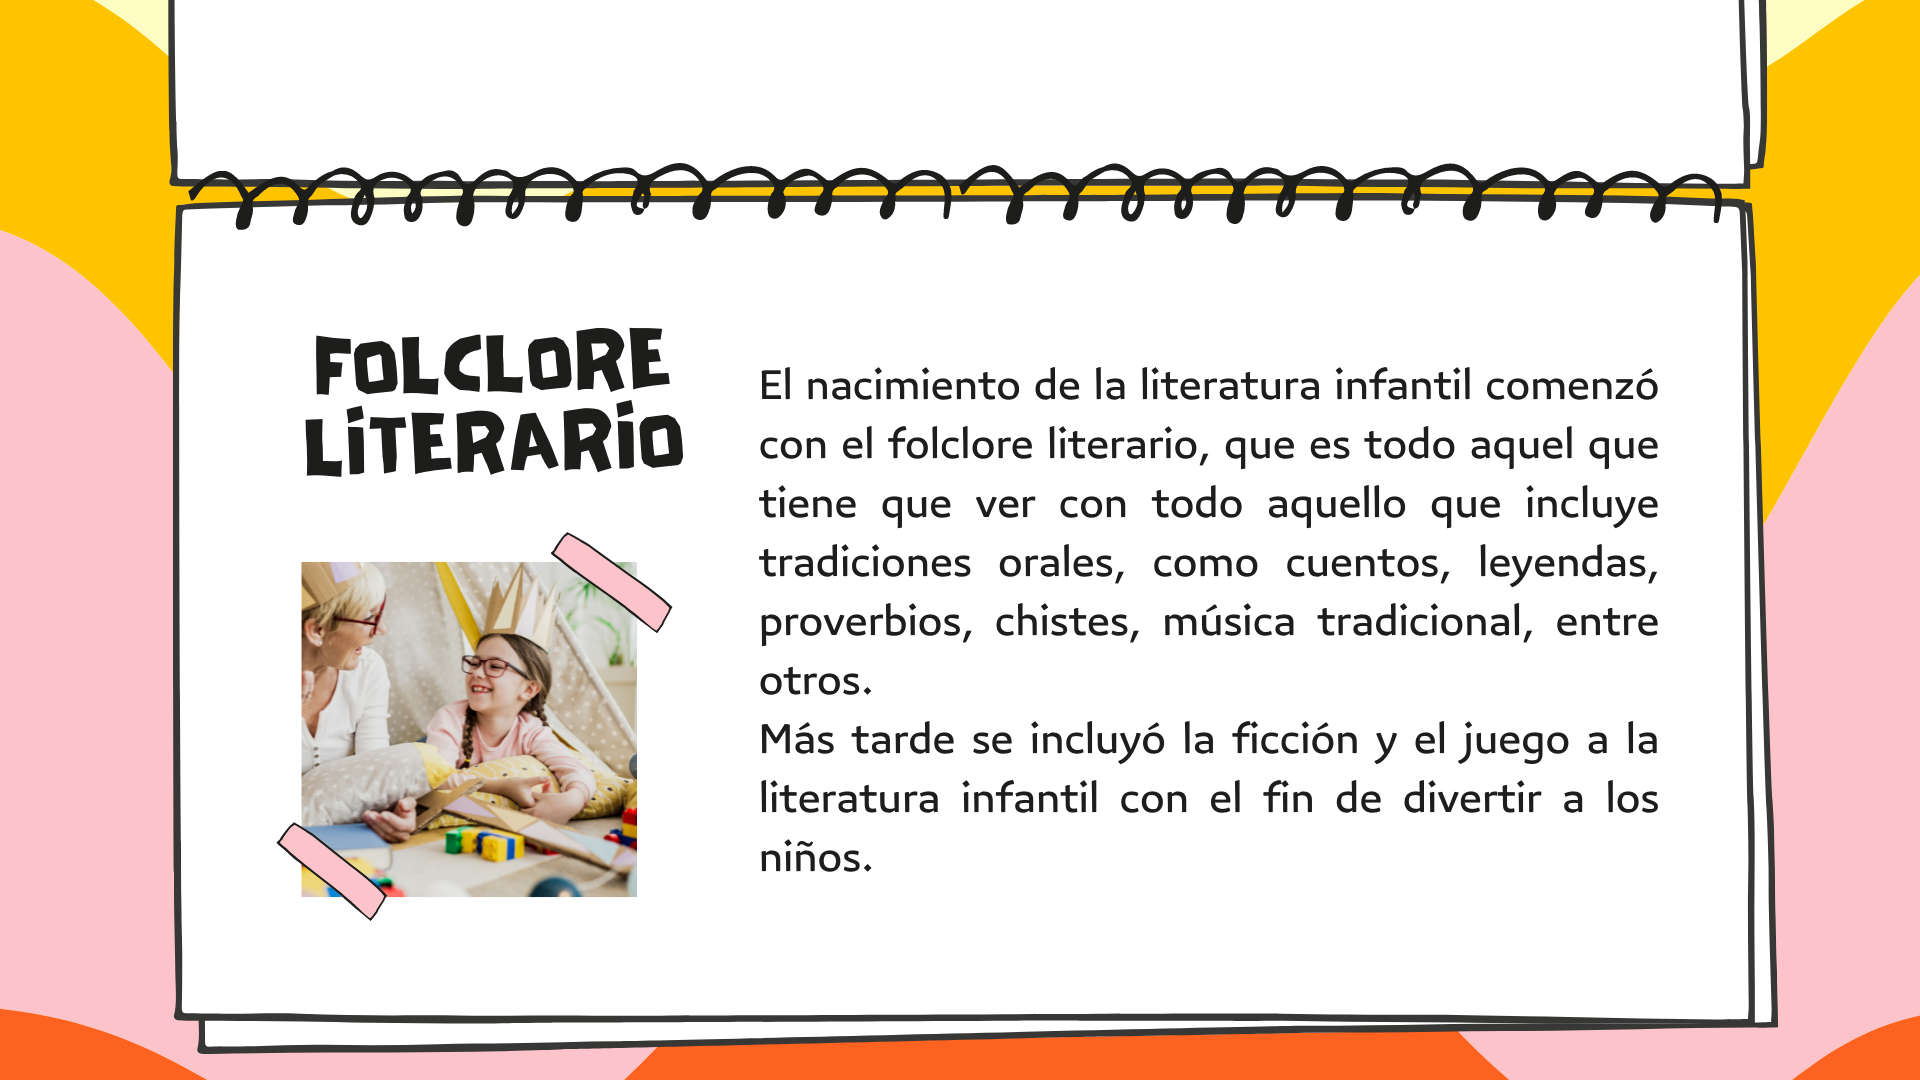 FOLCLORE
LITERARIO
El nacimiento de la literatura infantil comenzó
con el folclore literario, que es todo aquel que
tiene que ver con todo aquello que incluye
tradiciones orales, como cuentos, leyendas,
proverbios, chistes, música tradicional, entre
otros.
Más tarde se incluyó la ficción y el juego a la
literatura infantil con el fin de divertir a los
niños.